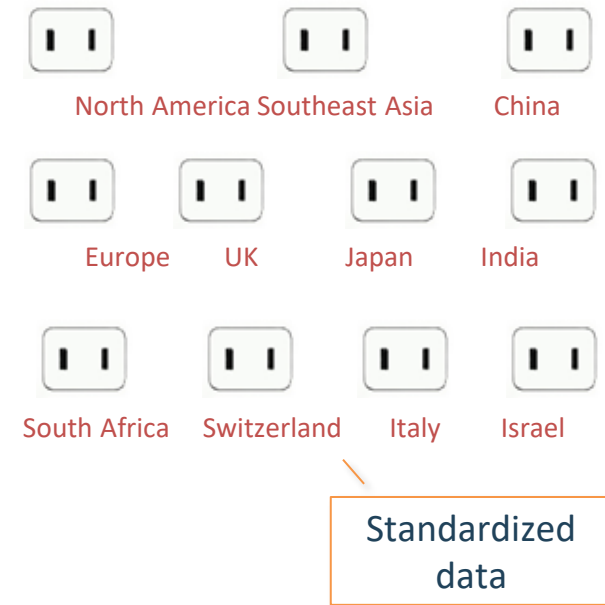 North America Southeast Asia China
Europe UK Japan India
South Africa Switzerland Italy Israel
Standardized
data